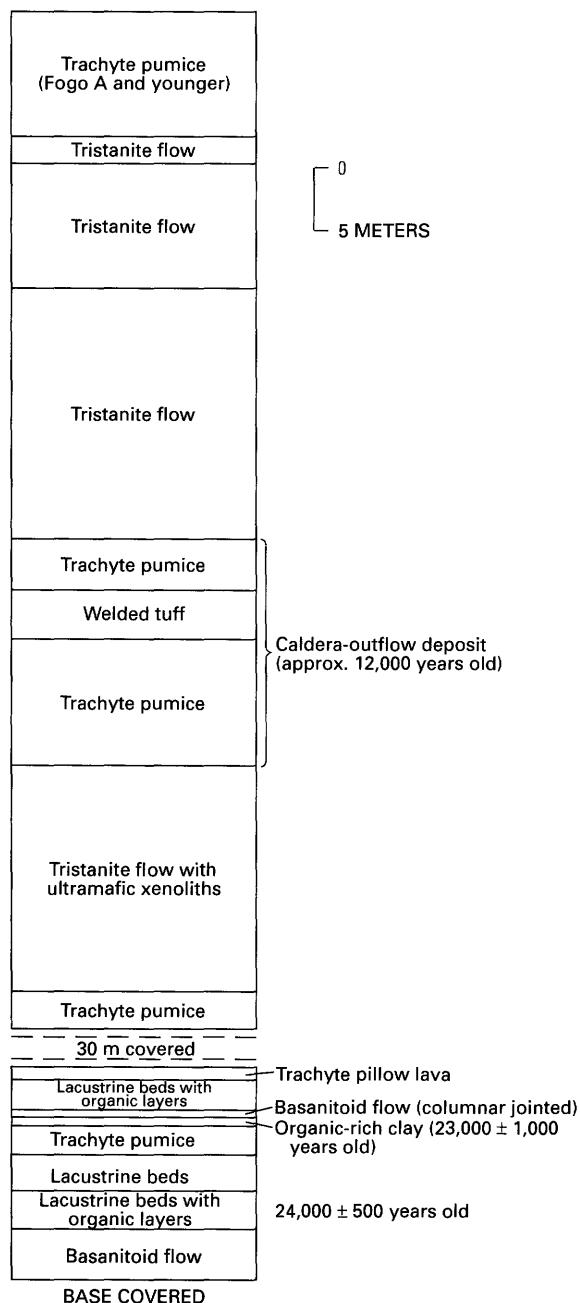 Trachyte pumice
(Fogo A and younger)
Tristanite flow
0
Tristanite flow
5 METERS
Tristanite flow
Trachyte pumice
Welded tuff
Caldera-outflow deposit
(approx. 12,000 years old)
Trachyte pumice
Tristanite flow with
ultramafic xenoliths
Trachyte pumice
30 m covered
Trachyte pillow lava
Lacustrine beds with
organic layers
Basanitoid flow (columnar jointed)
Organic-rich clay (23,000 ± 1,000
years old)
Trachyte pumice
Lacustrine beds
Lacustrine beds with
organic layers
24,000 ± 500 years old
Basanitoid flow
BASE COVERED